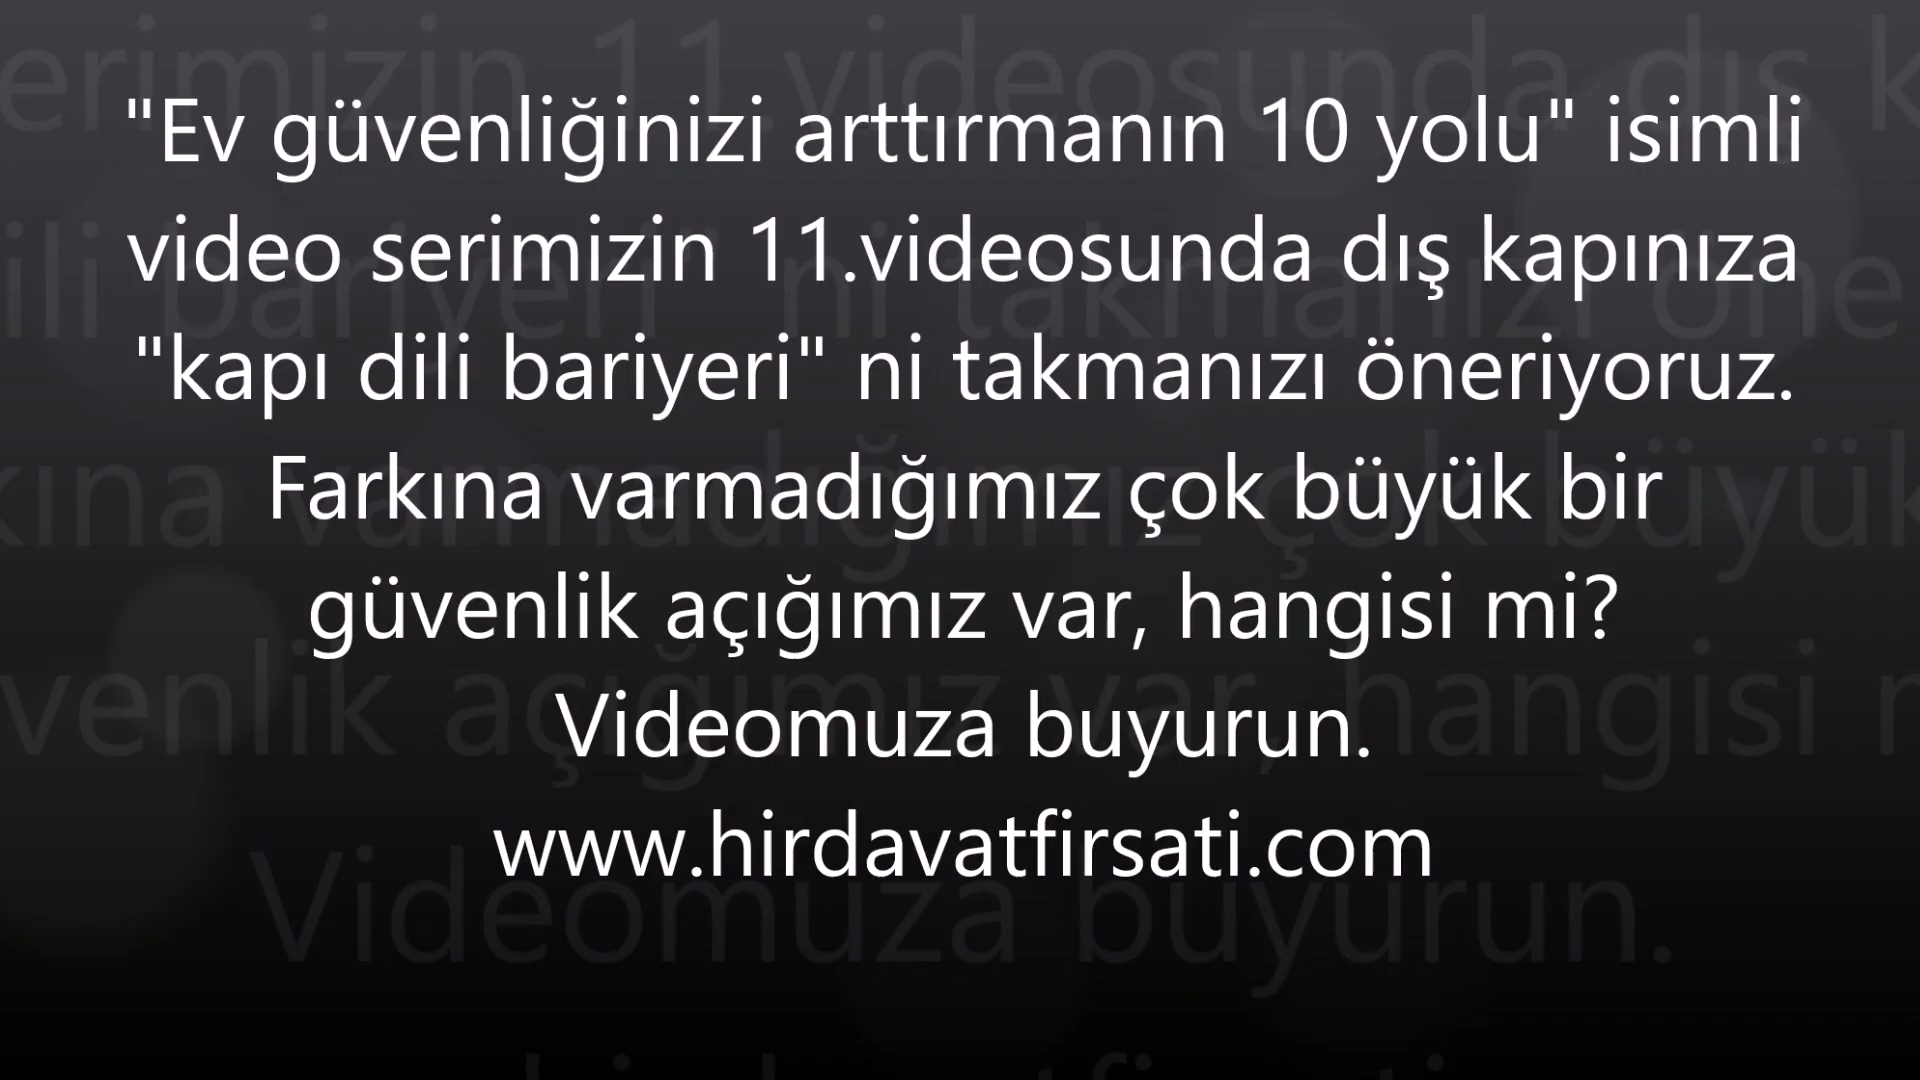 "Ev güvenliğinizi arttırmanın 10 yolu" isimli
video serimizin 11.videosunda dış kapınıza
"kapı dili bariyeri" ni takmanızı öneriyoruz.
Farkına varmadığımız çok büyük bir
güvenlik açığımız var, hangisi mi?
Videomuza buyurun.
www.hirdavatfirsati.com